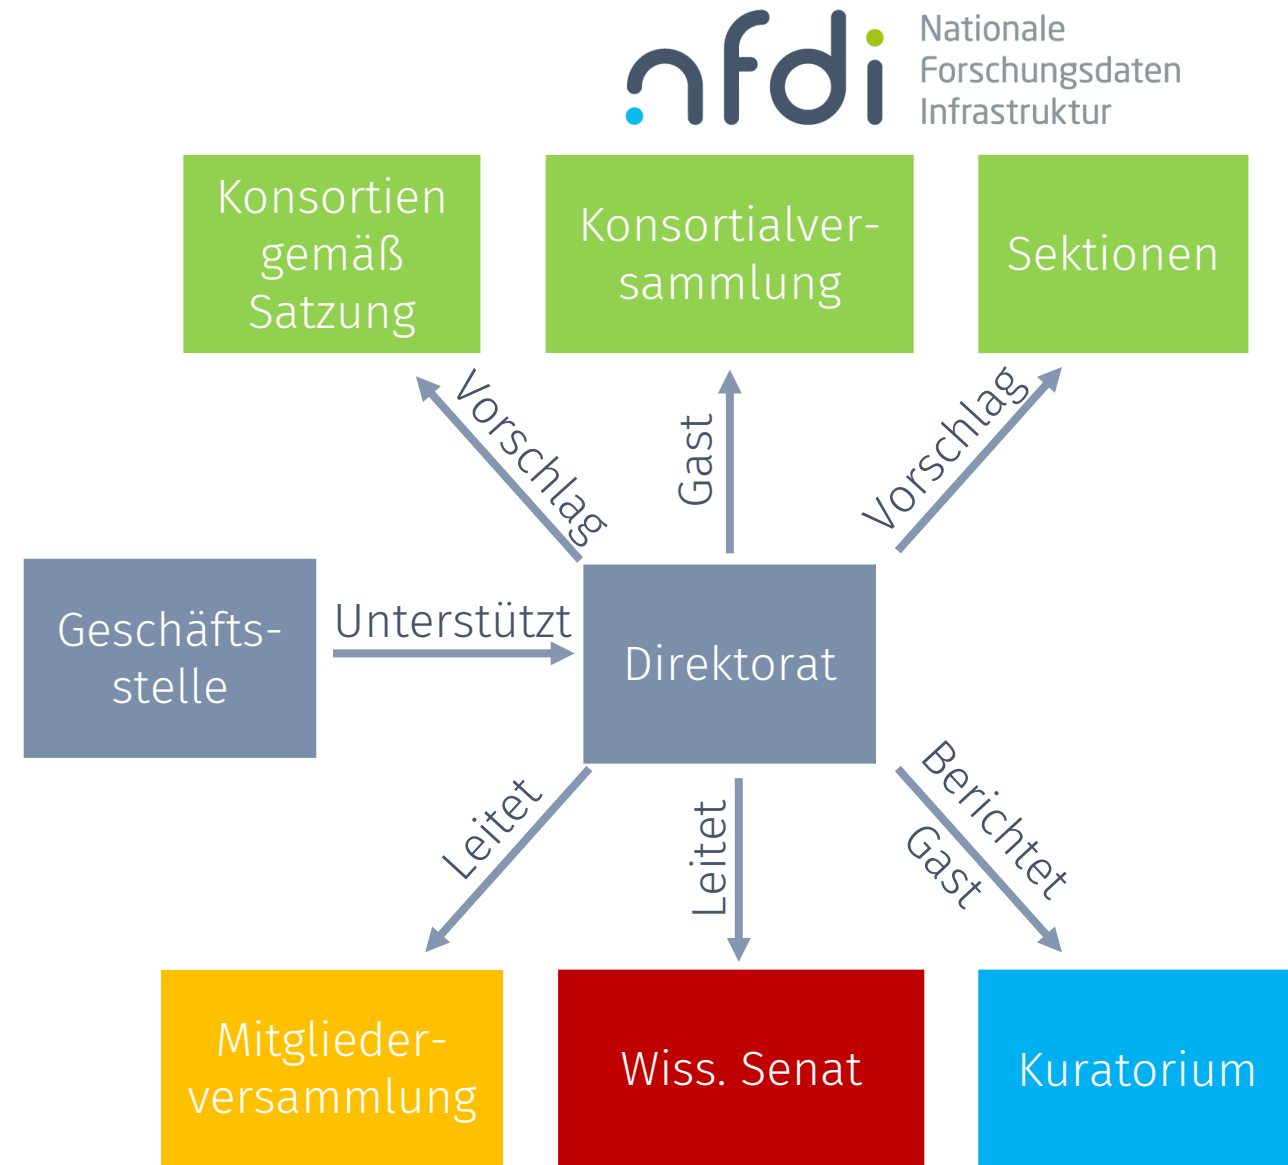 nfdi
Nationale
Forschungsdaten
Infrastruktur
Konsortien
gemäß
Satzung
Konsortialver-
sammlung
Sektionen
Vorschlag
Gast
Vorschlag
Geschäfts-
stelle
Unterstützt
Direktorat
Leitet
Leitet
Berichtet
Gast
Mitglieder-
versammlung
Wiss. Senat
Kuratorium